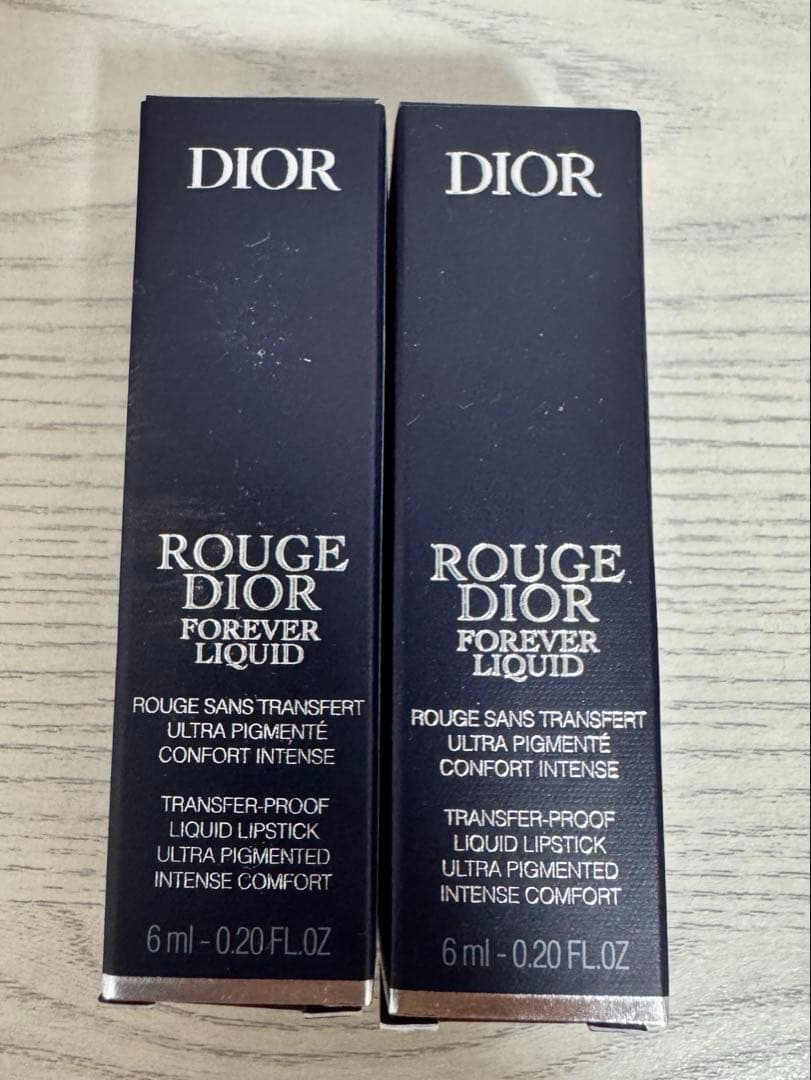 DIOR
ROUGE
DIOR
FOREVER
LIQUID
ROUGE SANS TRANSFERT
ULTRA PIGMENTÉ
CONFORT INTENSE
TRANSFER-PROOF
LIQUID LIPSTICK
ULTRA PIGMENTED
INTENSE COMFORT
6 ml - 0.20 FL.OZ
DIOR
ROUGE
DIOR
FOREVER
LIQUID
ROUGE SANS TRANSFERT
ULTRA PIGMENTÉ
CONFORT INTENSE
TRANSFER-PROOF
LIQUID LIPSTICK
ULTRA PIGMENTED
INTENSE COMFORT
6 ml - 0.20 FL.OZ